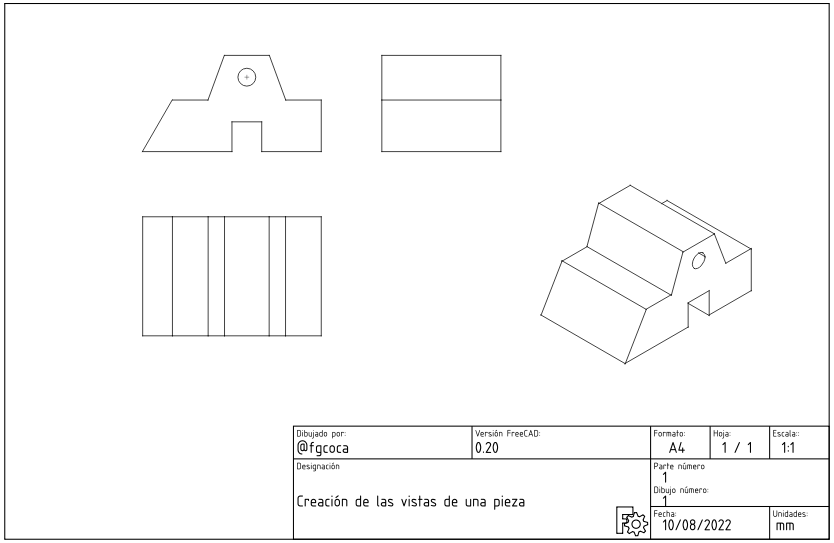 Dibujado por:
@fgcoca
Versión FreeCAD:
0.20
Formato:
A4
Hoja:
1 / 1
Escala::
1:1
Designación
Creación de las vistas de una pieza
Parte número
1
Dibujo número:
1
Fecha:
10/08/2022
Unidades:
mm